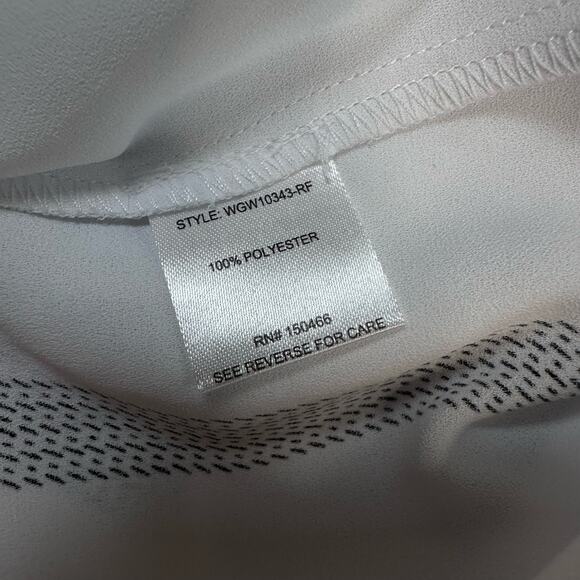 STYLE: WGW10343-RF
100% POLYESTER
RN# 150466
SEE REVERSE FOR CARE